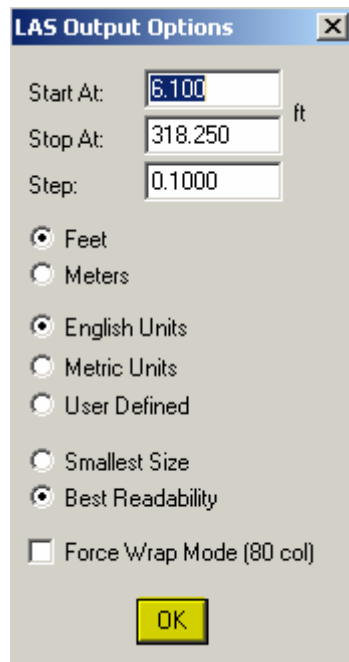 LAS Output Options
Start At: 6.100
ft
Stop At: 318.250
Step: 0.1000
Feet
Meters
English Units
Metric Units
User Defined
Smallest Size
Best Readability
Force Wrap Mode (80 col)
OK